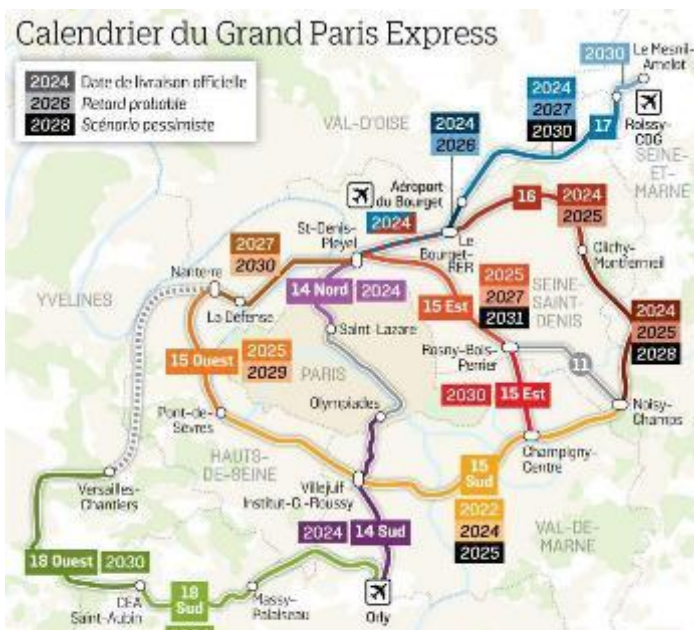 Calendrier du Grand Paris Express
2024 Date de livraison officielle
2026 Retard probable
2028 Scénario pessimiste
2030
Le Mesnil-
Amelot
2024
2027
2030
17
Roissy-
CDG
SEINE-
ET-
MARNE
VAL-D'OISE
2024
2026
Aéroport
du Bourget
2024
St-Denis-
Pleyel
Le
Bourget-
RER
16
2024
2025
Clichy-
Montfermeil
2027
2030
Nanterre
La Défense
YVELINES
14 Nord 2024
Saint-Lazare
15 Est
2025
2027
2031
SEINE-
SAINT-
DENIS
2024
2025
2028
15 Ouest
2025
2029
PARIS
Rosny-Bois-
Perrier
11
2030 15 Est
Noisy-
Champs
Olympiades
Pont-de-
Sèvres
HAUTS-
DE-SEINE
Champigny-
Centre
Versailles-
Chantiers
Villejuif
Institut-G.-Roussy
15
Sud
2022
2024
2025
VAL-DE-
MARNE
2024 14 Sud
18 Ouest 2030
CEA
Saint-Aubin
18
Sud
Massy-
Palaiseau
Orly